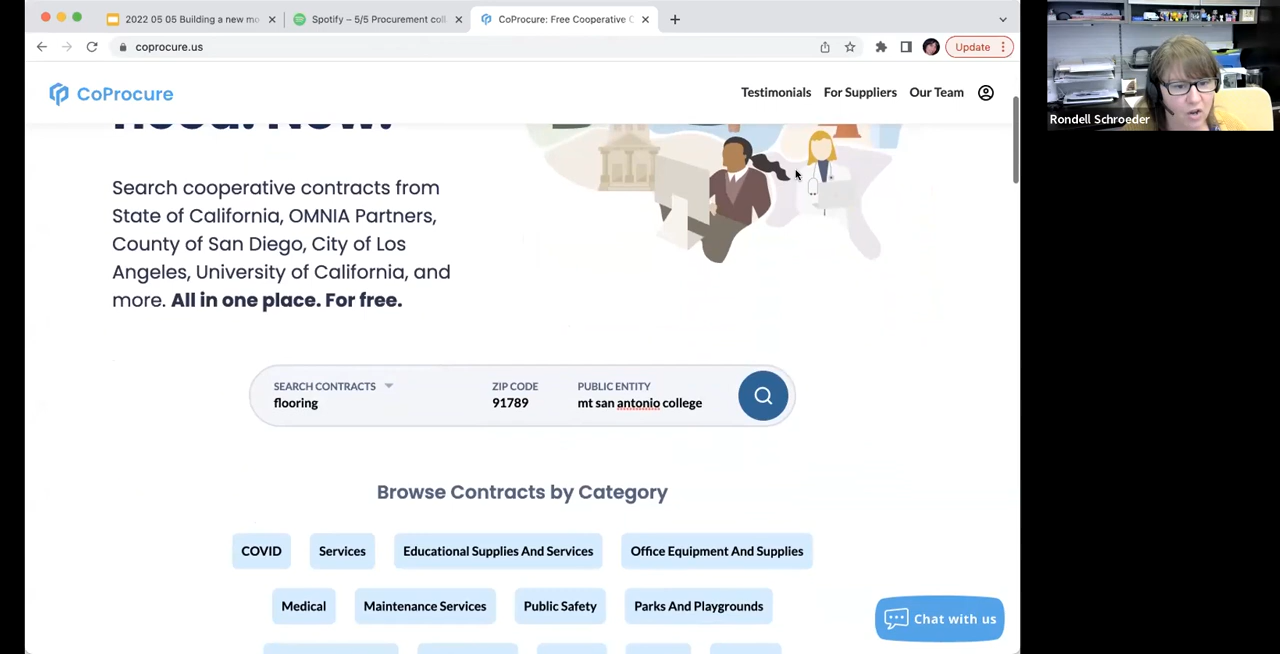 2022 05 05 Building a new mo
Spotify – 5/5 Procurement coll
CoProcure: Free Cooperative C
coprocure.us
Update
CoProcure
Testimonials
For Suppliers
Our Team
need. Now.
Search cooperative contracts from
State of California, OMNIA Partners,
County of San Diego, City of Los
Angeles, University of California, and
more. All in one place. For free.
SEARCH CONTRACTS
flooring
ZIP CODE
91789
PUBLIC ENTITY
mt san antonio college
Browse Contracts by Category
COVID
Services
Educational Supplies And Services
Office Equipment And Supplies
Medical
Maintenance Services
Public Safety
Parks And Playgrounds
Chat with us
Rondell Schroeder